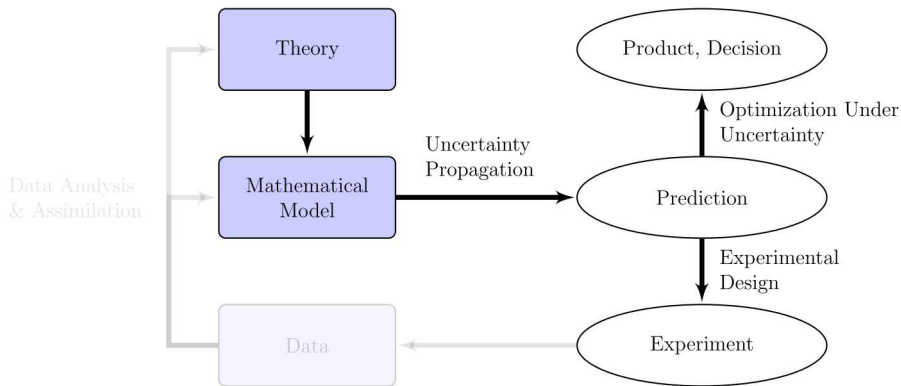 Theory
Product, Decision
Optimization Under
Uncertainty
Uncertainty
Propagation
Data Analysis
& Assimilation
Mathematical
Model
Prediction
Experimental
Design
Data
Experiment